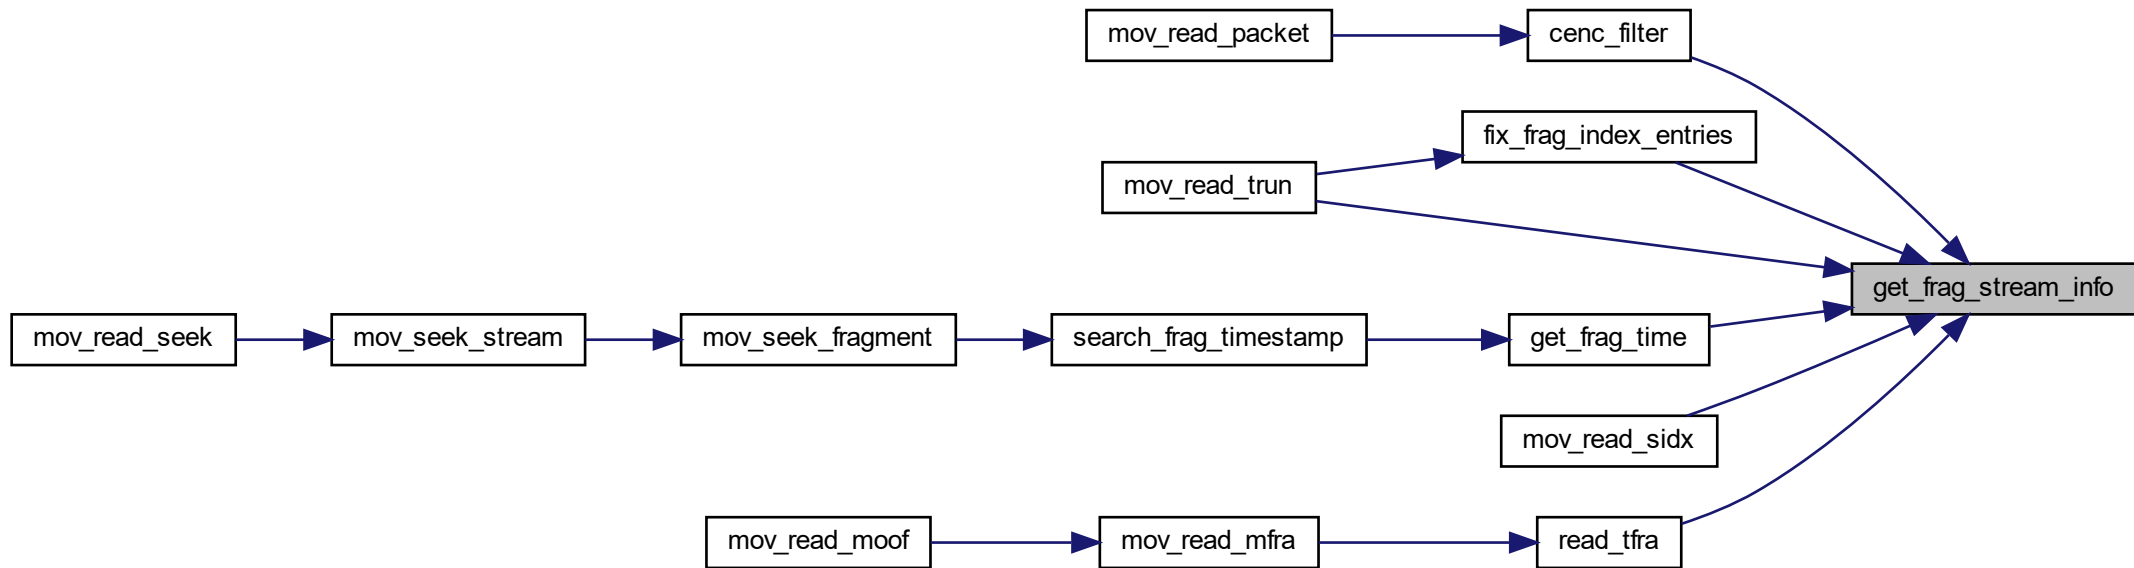 mov_read_packet
cenc_filter
fix_frag_index_entries
mov_read_trun
get_frag_stream_info
mov_read_seek
mov_seek_stream
mov_seek_fragment
search_frag_timestamp
get_frag_time
mov_read_sidx
mov_read_moof
mov_read_mfra
read_tfra